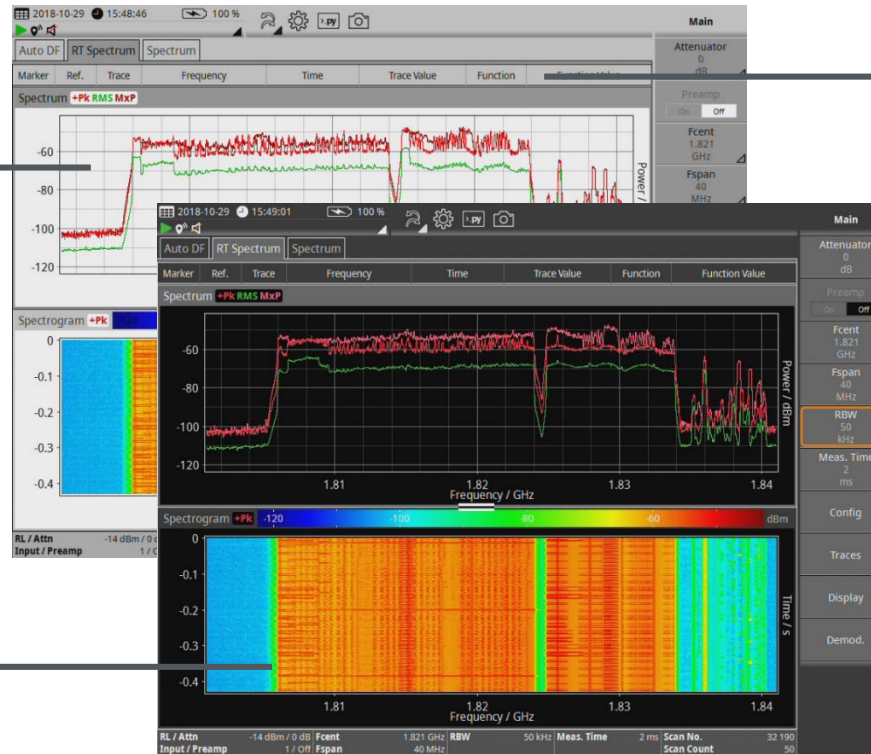 2018-10-29 15:48:46 100 % >.py
Main
Auto DF RT Spectrum Spectrum
Attenuator
0
dB
Marker Ref. Trace Frequency Time Trace Value Function Function Value
Spectrum +Pk RMS MxP
Preamp
On Off
-60
-80
-100
-120
Power /
Fcent
1.821
GHz
Fspan
40
MHz
Spectrogram +Pk
0
-0.1
-0.2
-0.3
-0.4
RL / Attn -14 dBm / 0
Input / Preamp 1 /
2018-10-29 15:49:01 100 % >.py
Main
Auto DF RT Spectrum Spectrum
Attenuator
0
dB
Marker Ref. Trace Frequency Time Trace Value Function Function Value
Spectrum +Pk RMS MxP
Preamp
On Off
-60
-80
-100
-120
Power / dBm
1.81 1.82 1.83 1.84
Frequency / GHz
Fcent
1.821
GHz
Fspan
40
MHz
RBW
50
kHz
Meas. Time
2
ms
Config
Traces
Display
Demod.
Spectrogram +Pk -120 -100 -80 -60 dBm
0
-0.1
-0.2
-0.3
-0.4
Time / s
1.81 1.82 1.83 1.84
Frequency / GHz
RL / Attn -14 dBm / 0 dB Fcent 1.821 GHz RBW 50 kHz Meas. Time 2 ms Scan No. 32 190
Input / Preamp 1 / Off Fspan 40 MHz Scan Count 50